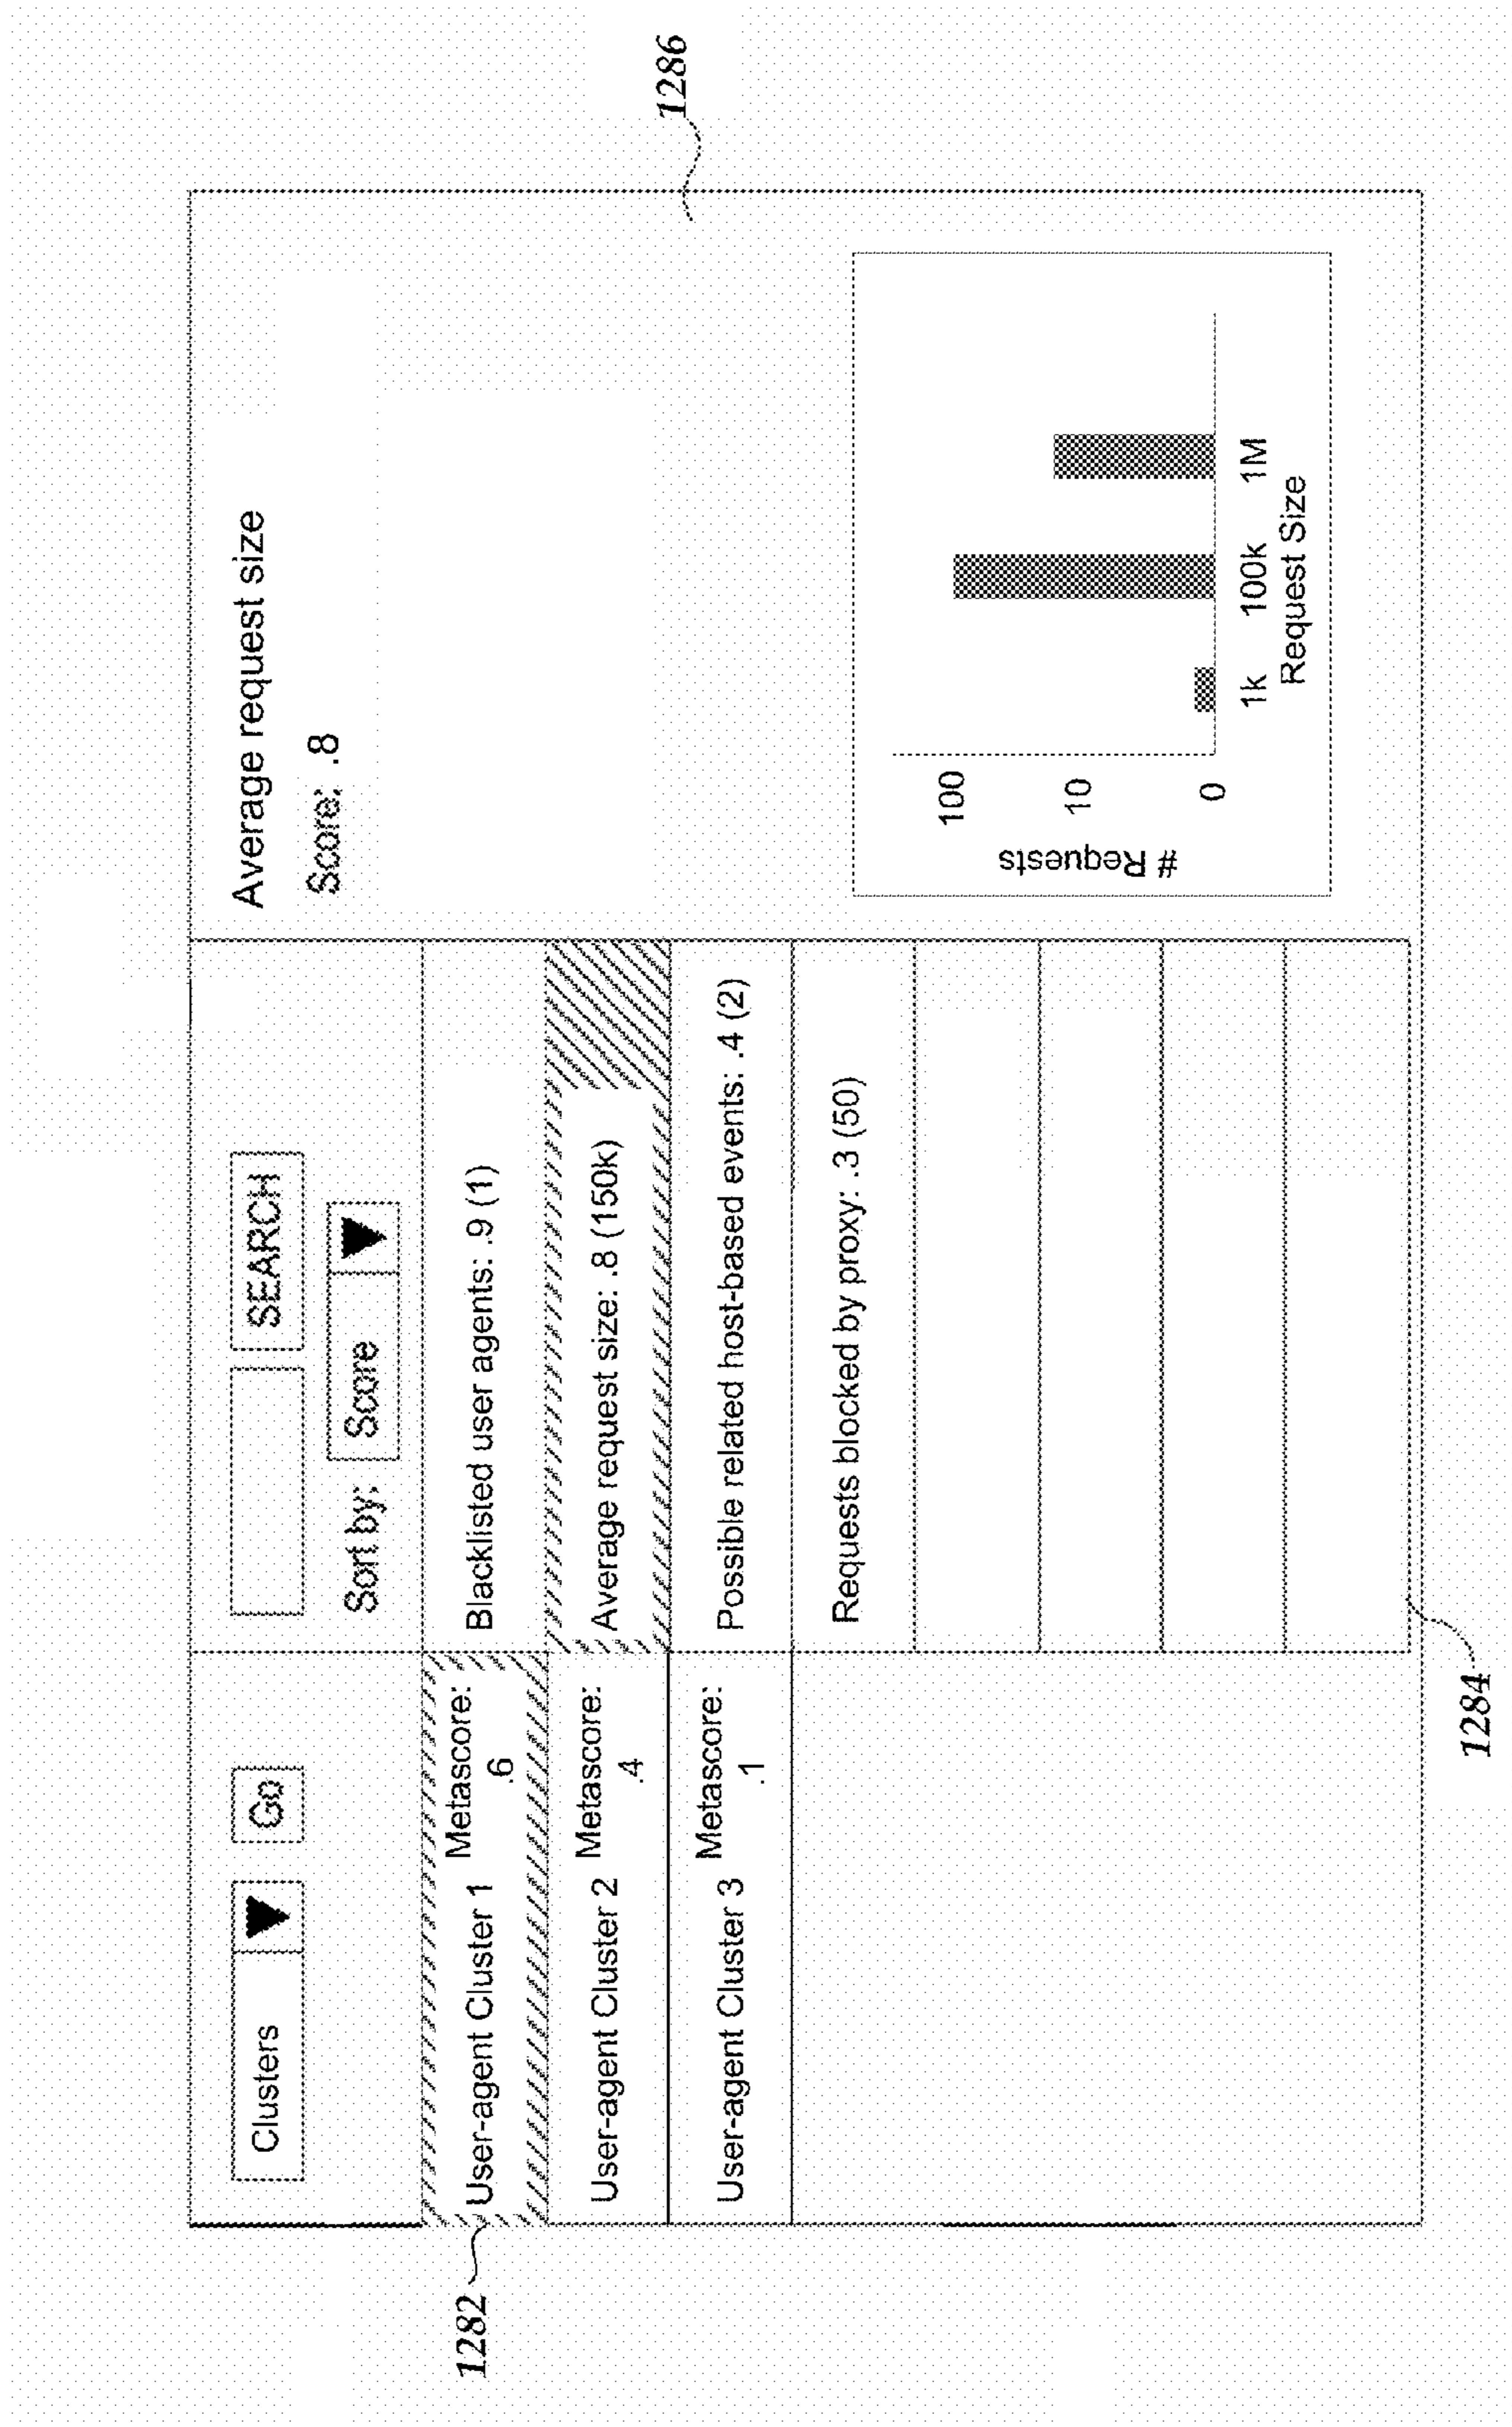 Clusters
Go
User-agent Cluster 1
Metascore:
.6
User-agent Cluster 2
Metascore:
.4
User-agent Cluster 3
Metascore:
.1
SEARCH
Sort by:
Score
Blacklisted user agents: .9 (1)
Average request size: .8 (150k)
Possible related host-based events: .4 (2)
Requests blocked by proxy: .3 (50)
Average request size
Score: .8
# Requests
100
10
0
1k 100k 1M
Request Size
1282
1284
1286